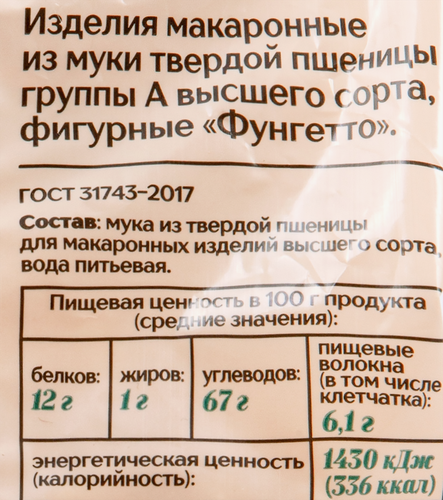 Изделия макаронные
из муки твердой пшеницы
группы А высшего сорта,
фигурные «Фунгетто».
ГОСТ 31743-2017
Состав: мука из твердой пшеницы
для макаронных изделий высшего сорта,
вода питьевая.
Пищевая ценность в 100 г продукта
(средние значения):
белков:
12 г
жиров:
1 г
углеводов:
67 г
пищевые
волокна
(в том числе
клетчатка):
6,1 г
энергетическая ценность
(калорийность):
1430 кДж
(336 ккал)